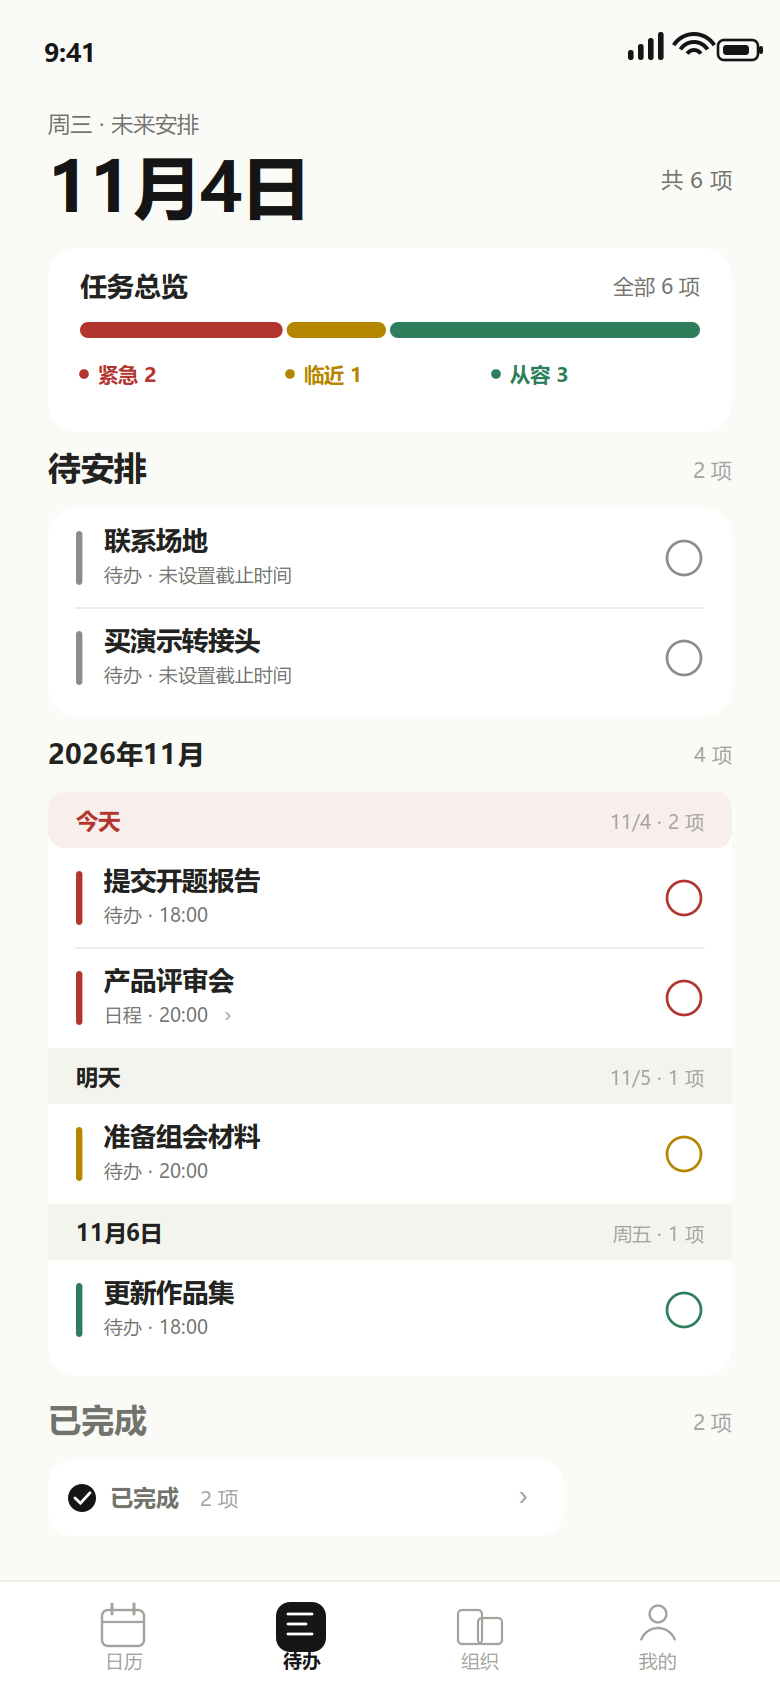 9:41
周三 · 未来安排
11月4日
共 6 项
任务总览
全部 6 项
紧急 2
临近 1
从容 3
待安排
2 项
联系场地
待办 · 未设置截止时间
买演示转接头
待办 · 未设置截止时间
2026年11月
4 项
今天
11/4 · 2 项
提交开题报告
待办 · 18:00
产品评审会
日程 · 20:00 ›
明天
11/5 · 1 项
准备组会材料
待办 · 20:00
11月6日
周五 · 1 项
更新作品集
待办 · 18:00
已完成
2 项
已完成 2 项 ›
日历
待办
组织
我的